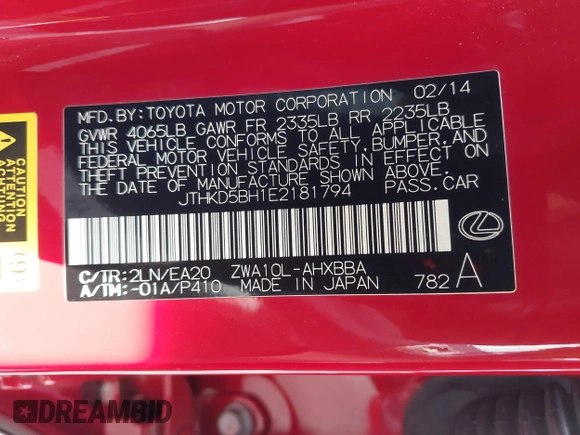 MFD. BY: TOYOTA MOTOR CORPORATION 02/14
GVWR 4065LB GAWR FR 2335LB RR 2235LB
THIS VEHICLE CONFORMS TO ALL APPLICABLE
FEDERAL MOTOR VEHICLE SAFETY, BUMPER, AND
THEFT PREVENTION STANDARDS IN EFFECT ON
THE DATE OF MANUFACTURE SHOWN ABOVE.
JTHKD5BH1E2181794 PASS. CAR
C/TR: 2LN/EA20 ZWA10L-AHXBBA
A/TM: -01A/P410 MADE IN JAPAN 782 A
CAUTION
ATTENTION
DREAMBID